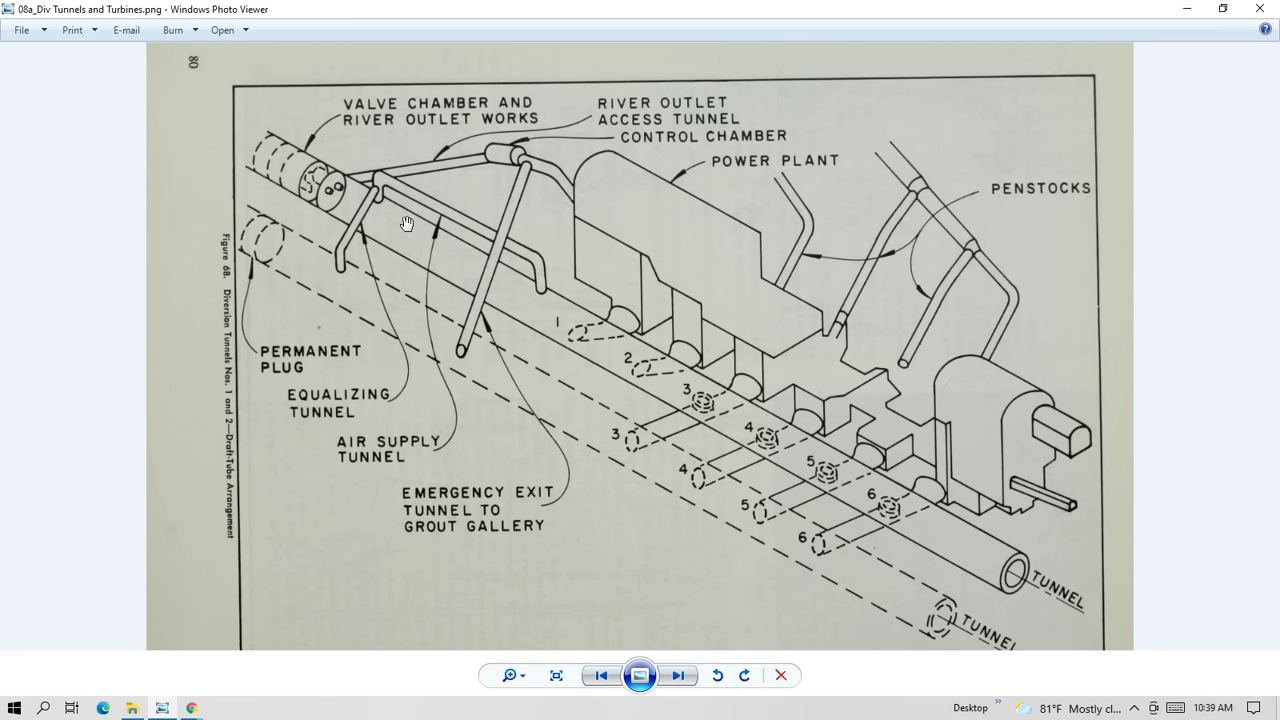 08a_Div Tunnels and Turbines.png - Windows Photo Viewer
File Print E-mail Burn Open
80
VALVE CHAMBER AND
RIVER OUTLET WORKS
RIVER OUTLET
ACCESS TUNNEL
CONTROL CHAMBER
POWER PLANT
PENSTOCKS
Figure 68. Diversion Tunnels Nos. 1 and 2—Draft-Tube Arrangement
PERMANENT
PLUG
EQUALIZING
TUNNEL
AIR SUPPLY
TUNNEL
EMERGENCY EXIT
TUNNEL TO
GROUT GALLERY
1
2
3
4
5
6
3
4
5
6
TUNNEL
TUNNEL
Desktop
81°F Mostly cl...
10:39 AM